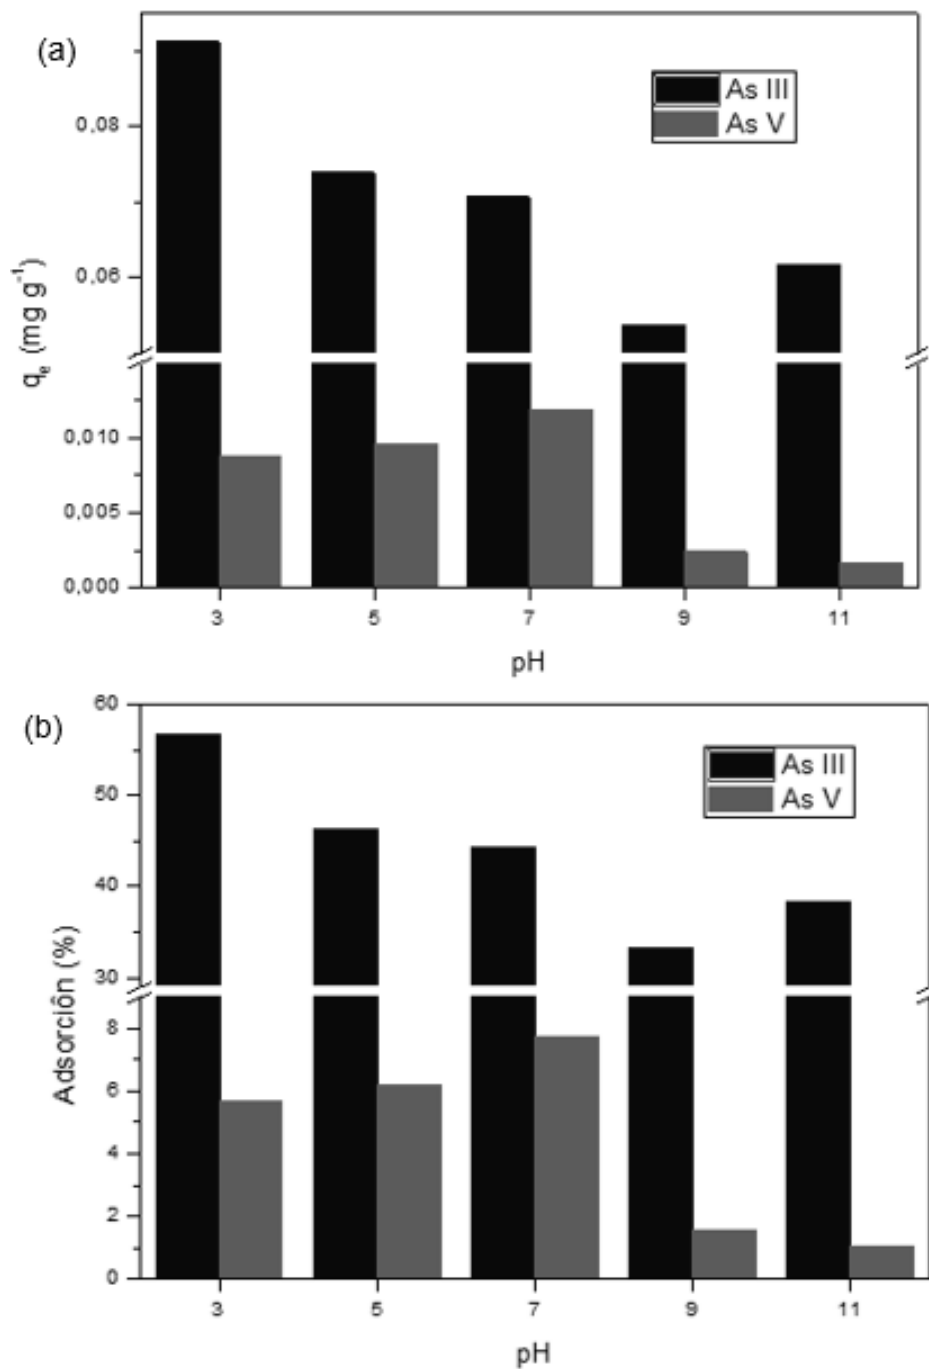 (a)
As III
As V
0,08
0,06
0,010
0,005
0,000
qe (mg g-1)
3 5 7 9 11
pH
(b)
As III
As V
60
50
40
30
8
6
4
2
0
Adsorción (%)
3 5 7 9 11
pH